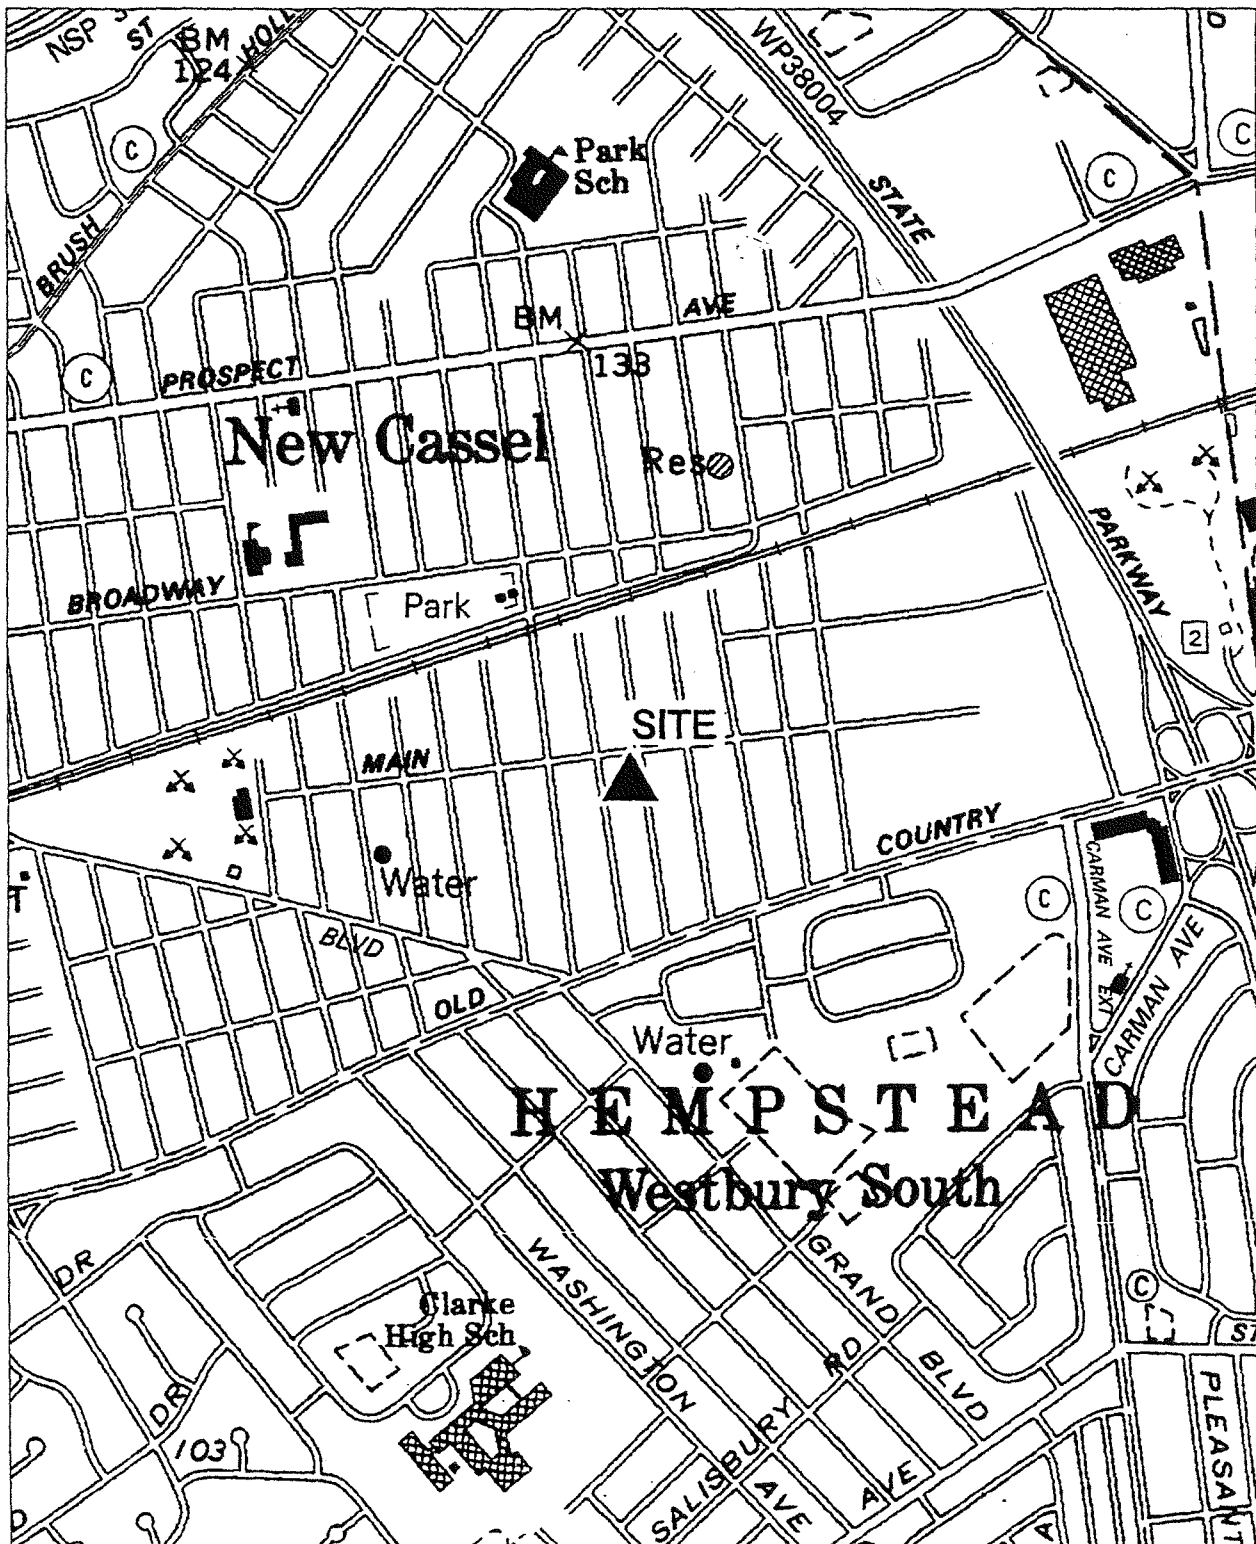 NSP
ST
BM
124
HOLL
WP38004
D
C
C
C
Park
Sch
STATE
BRUSH
BM
AVE
133
C
PROSPECT
New Cassel
Res
PARKWAY
BROADWAY
Park
2
SITE
MAIN
COUNTRY
Water
CARMAN AVE EXT
C
C
T
BLVD
OLD
CARMAN AVE
Water
HEMPSTEAD
Westbury South
DR
WASHINGTON
GRAND
C
Clarke
High Sch
ST
RD
BLVD
DR
PLEASANT
103
SALISBURY
AVE
AVE
D
A